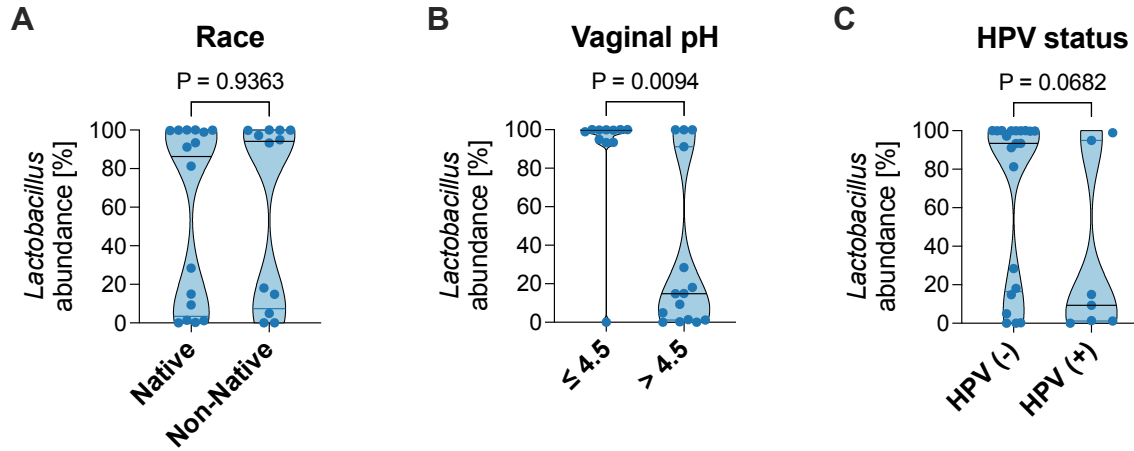 A
Race
P = 0.9363
Lactobacillus
abundance [%]
100
80
60
40
20
0
Native
Non-Native
B
Vaginal pH
P = 0.0094
Lactobacillus
abundance [%]
100
80
60
40
20
0
≤ 4.5
> 4.5
C
HPV status
P = 0.0682
Lactobacillus
abundance [%]
100
80
60
40
20
0
HPV (-)
HPV (+)